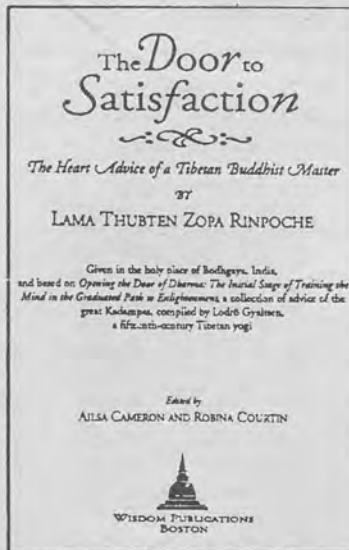 The Door to
Satisfaction
The Heart Advice of a Tibetan Buddhist Master
BY
LAMA THUBTEN ZOPA RINPOCHE
Given in the holy place of Bodhgaya, India,
and based on Opening the Door of Dharma: The Initial Stage of Training the
Mind in the Graduated Path to Enlightenment, a collection of advice of the
great Kadampas, compiled by Lodrö Gyaltsen,
a fifteenth-century Tibetan yogi
Edited by
AILSA CAMERON AND ROBINA COURTIN
WISDOM PUBLICATIONS
BOSTON